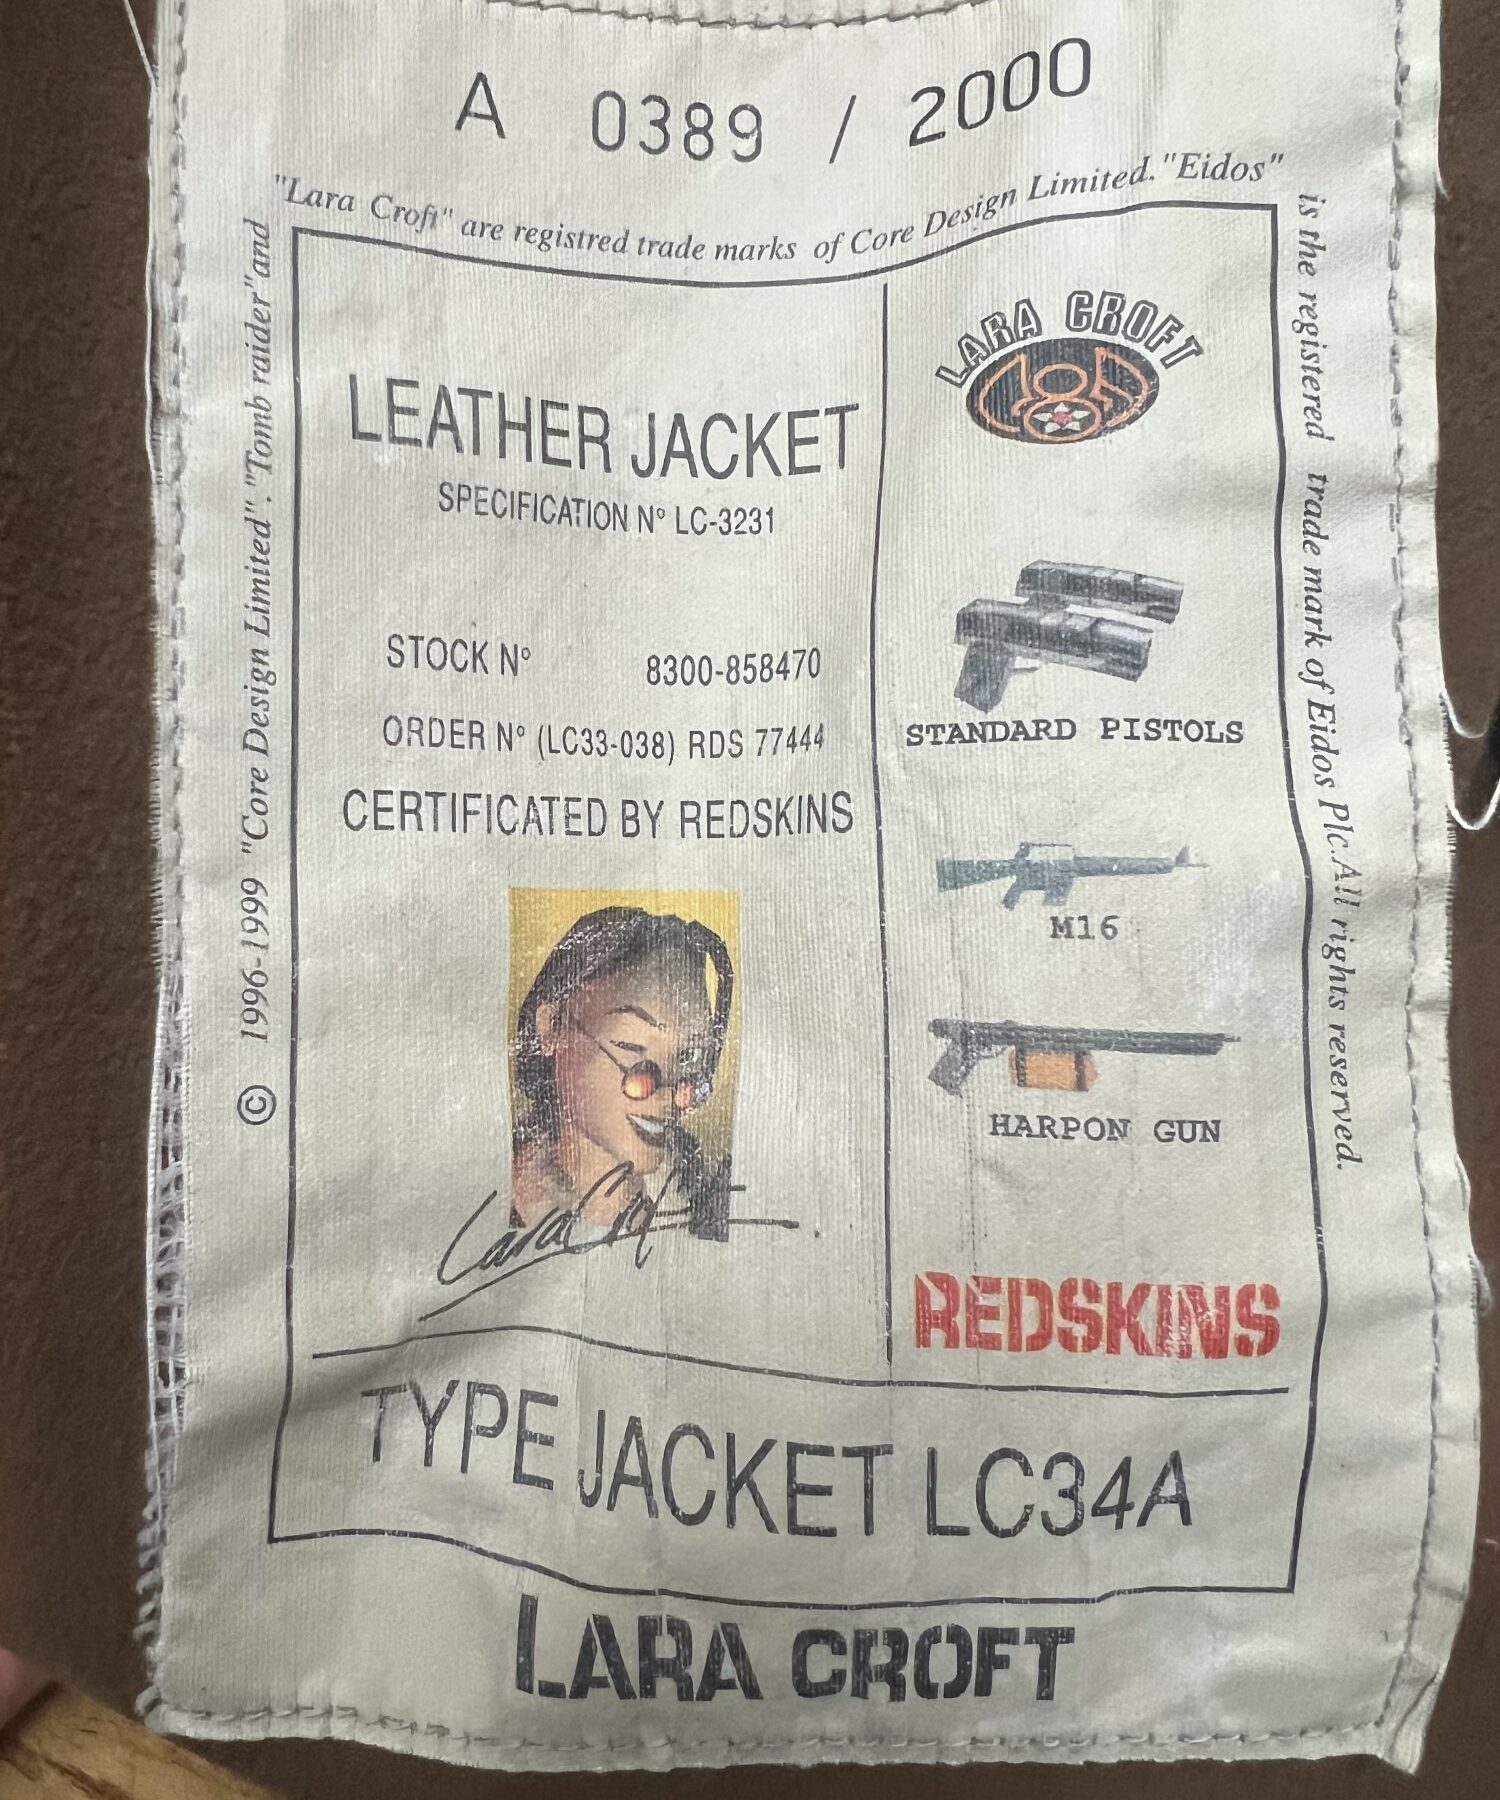 A 0389 / 2000
© 1996-1999 "Core Design Limited"."Tomb raider"and
"Lara Croft" are registred trade marks of Core Design Limited."Eidos"
is the registered trade mark of Eidos Plc.All rights reserved.
LEATHER JACKET
SPECIFICATION N° LC-3231
STOCK N° 8300-858470
ORDER N° (LC33-038) RDS 77444
CERTIFICATED BY REDSKINS
Lara Croft
LARA CROFT
STANDARD PISTOLS
M16
HARPON GUN
REDSKINS
TYPE JACKET LC34A
LARA CROFT